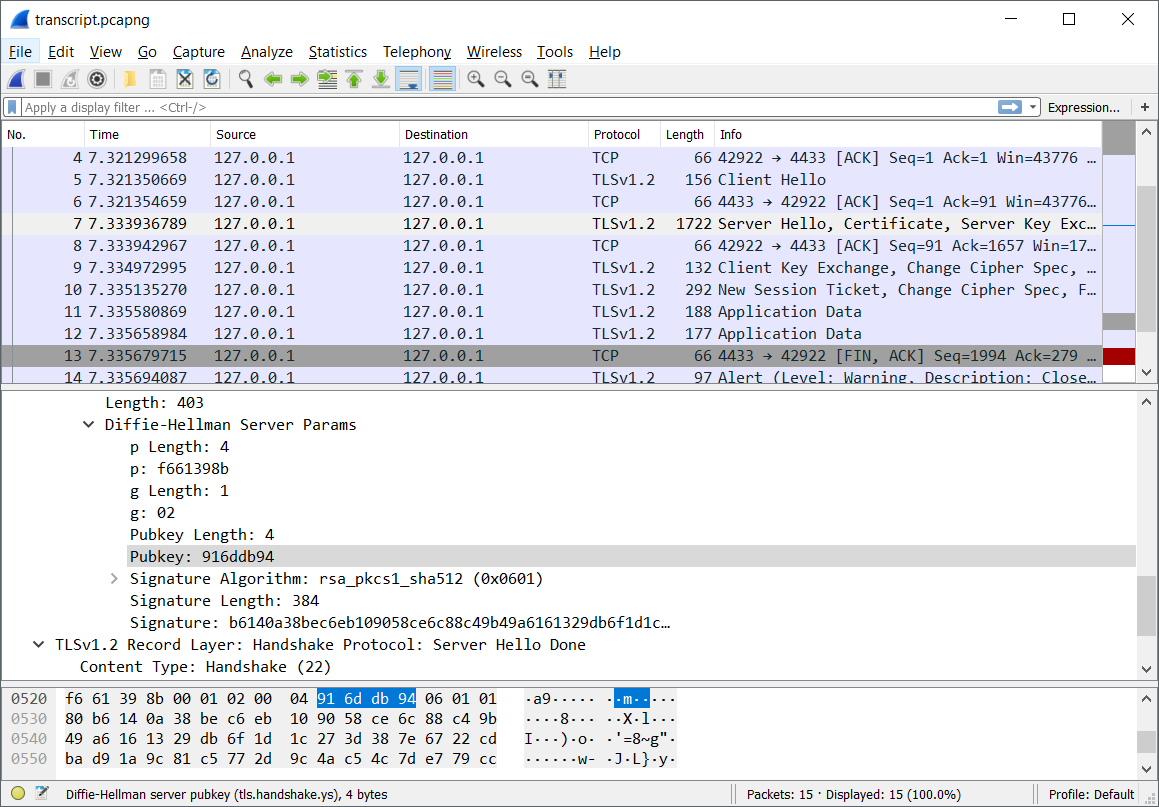 transcript.pcapng
File Edit View Go Capture Analyze Statistics Telephony Wireless Tools Help
Apply a display filter ... <Ctrl-/> Expression... +
No. Time Source Destination Protocol Length Info
4 7.321299658 127.0.0.1 127.0.0.1 TCP 66 42922 → 4433 [ACK] Seq=1 Ack=1 Win=43776 …
5 7.321350669 127.0.0.1 127.0.0.1 TLSv1.2 156 Client Hello
6 7.321354659 127.0.0.1 127.0.0.1 TCP 66 4433 → 42922 [ACK] Seq=1 Ack=91 Win=43776…
7 7.333936789 127.0.0.1 127.0.0.1 TLSv1.2 1722 Server Hello, Certificate, Server Key Exc…
8 7.333942967 127.0.0.1 127.0.0.1 TCP 66 42922 → 4433 [ACK] Seq=91 Ack=1657 Win=17…
9 7.334972995 127.0.0.1 127.0.0.1 TLSv1.2 132 Client Key Exchange, Change Cipher Spec, …
10 7.335135270 127.0.0.1 127.0.0.1 TLSv1.2 292 New Session Ticket, Change Cipher Spec, F…
11 7.335580869 127.0.0.1 127.0.0.1 TLSv1.2 188 Application Data
12 7.335658984 127.0.0.1 127.0.0.1 TLSv1.2 177 Application Data
13 7.335679715 127.0.0.1 127.0.0.1 TCP 66 4433 → 42922 [FIN, ACK] Seq=1994 Ack=279 …
14 7.335694087 127.0.0.1 127.0.0.1 TLSv1.2 97 Alert (Level: Warning, Description: Close…
Length: 403
Diffie-Hellman Server Params
p Length: 4
p: f661398b
g Length: 1
g: 02
Pubkey Length: 4
Pubkey: 916ddb94
Signature Algorithm: rsa_pkcs1_sha512 (0x0601)
Signature Length: 384
Signature: b6140a38bec6eb109058ce6c88c49b49a6161329db6f1d1c…
TLSv1.2 Record Layer: Handshake Protocol: Server Hello Done
Content Type: Handshake (22)
0520 f6 61 39 8b 00 01 02 00 04 91 6d db 94 06 01 01 ·a9····· ··m·····
0530 80 b6 14 0a 38 be c6 eb 10 90 58 ce 6c 88 c4 9b ····8··· ··X·l···
0540 49 a6 16 13 29 db 6f 1d 1c 27 3d 38 7e 67 22 cd I···)·o· ·'=8~g"·
0550 ba d9 1a 9c 81 c5 77 2d 9c 4a c5 4c 7d e7 79 cc ······w- ·J·L}·y·
Diffie-Hellman server pubkey (tls.handshake.ys), 4 bytes Packets: 15 · Displayed: 15 (100.0%) Profile: Default